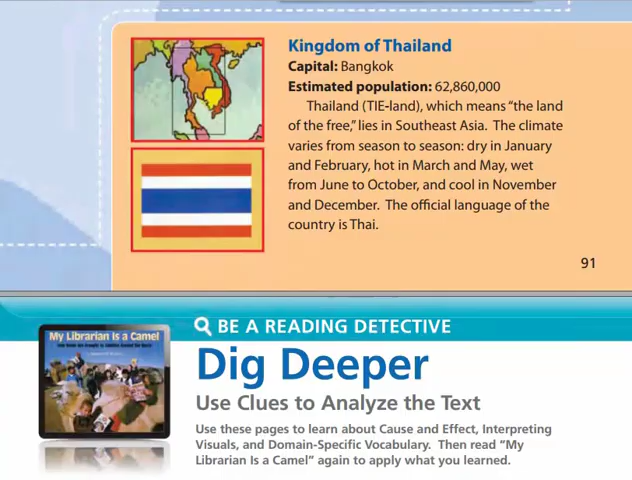 Kingdom of Thailand
Capital: Bangkok
Estimated population: 62,860,000
Thailand (TIE-land), which means “the land
of the free,” lies in Southeast Asia. The climate
varies from season to season: dry in January
and February, hot in March and May, wet
from June to October, and cool in November
and December. The official language of the
country is Thai.
91
BE A READING DETECTIVE
My Librarian Is a Camel
Dig Deeper
Use Clues to Analyze the Text
Use these pages to learn about Cause and Effect, Interpreting
Visuals, and Domain-Specific Vocabulary. Then read “My
Librarian Is a Camel” again to apply what you learned.